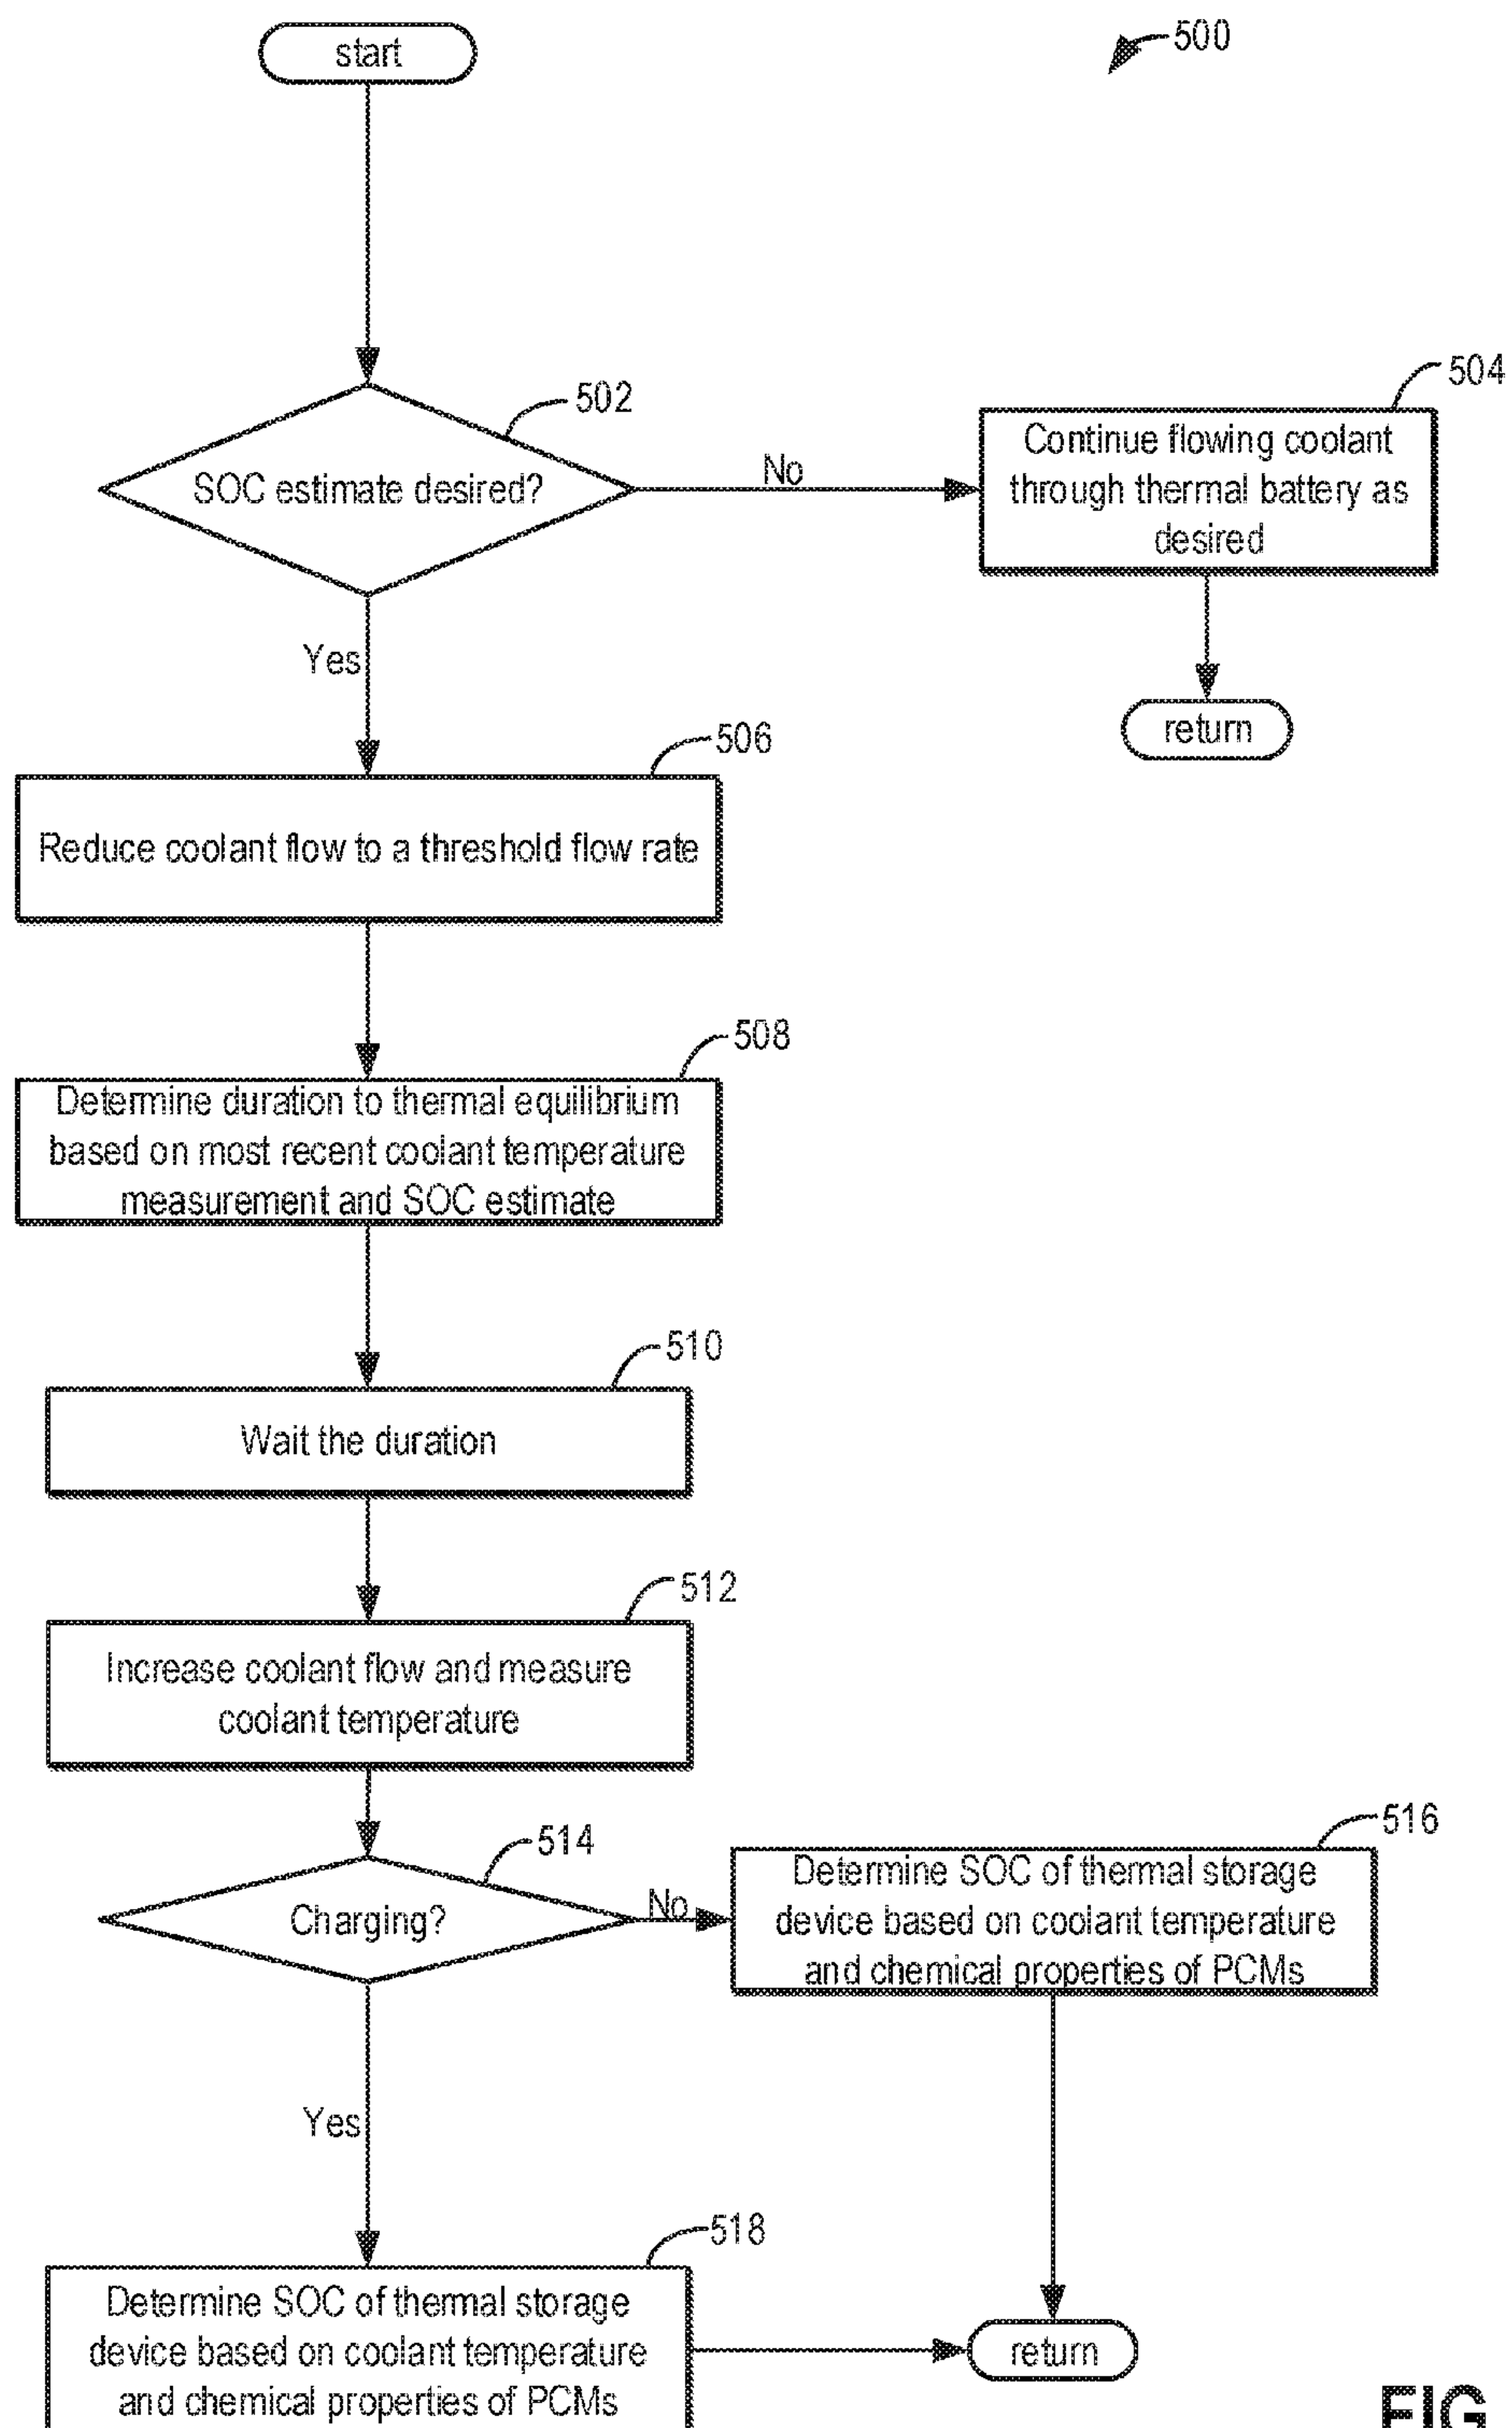 start
500
502
SOC estimate desired?
No
504
Continue flowing coolant
through thermal battery as
desired
return
Yes
506
Reduce coolant flow to a threshold flow rate
508
Determine duration to thermal equilibrium
based on most recent coolant temperature
measurement and SOC estimate
510
Wait the duration
512
Increase coolant flow and measure
coolant temperature
514
Charging?
No
516
Determine SOC of thermal storage
device based on coolant temperature
and chemical properties of PCMs
Yes
518
Determine SOC of thermal storage
device based on coolant temperature
and chemical properties of PCMs
return
FIG